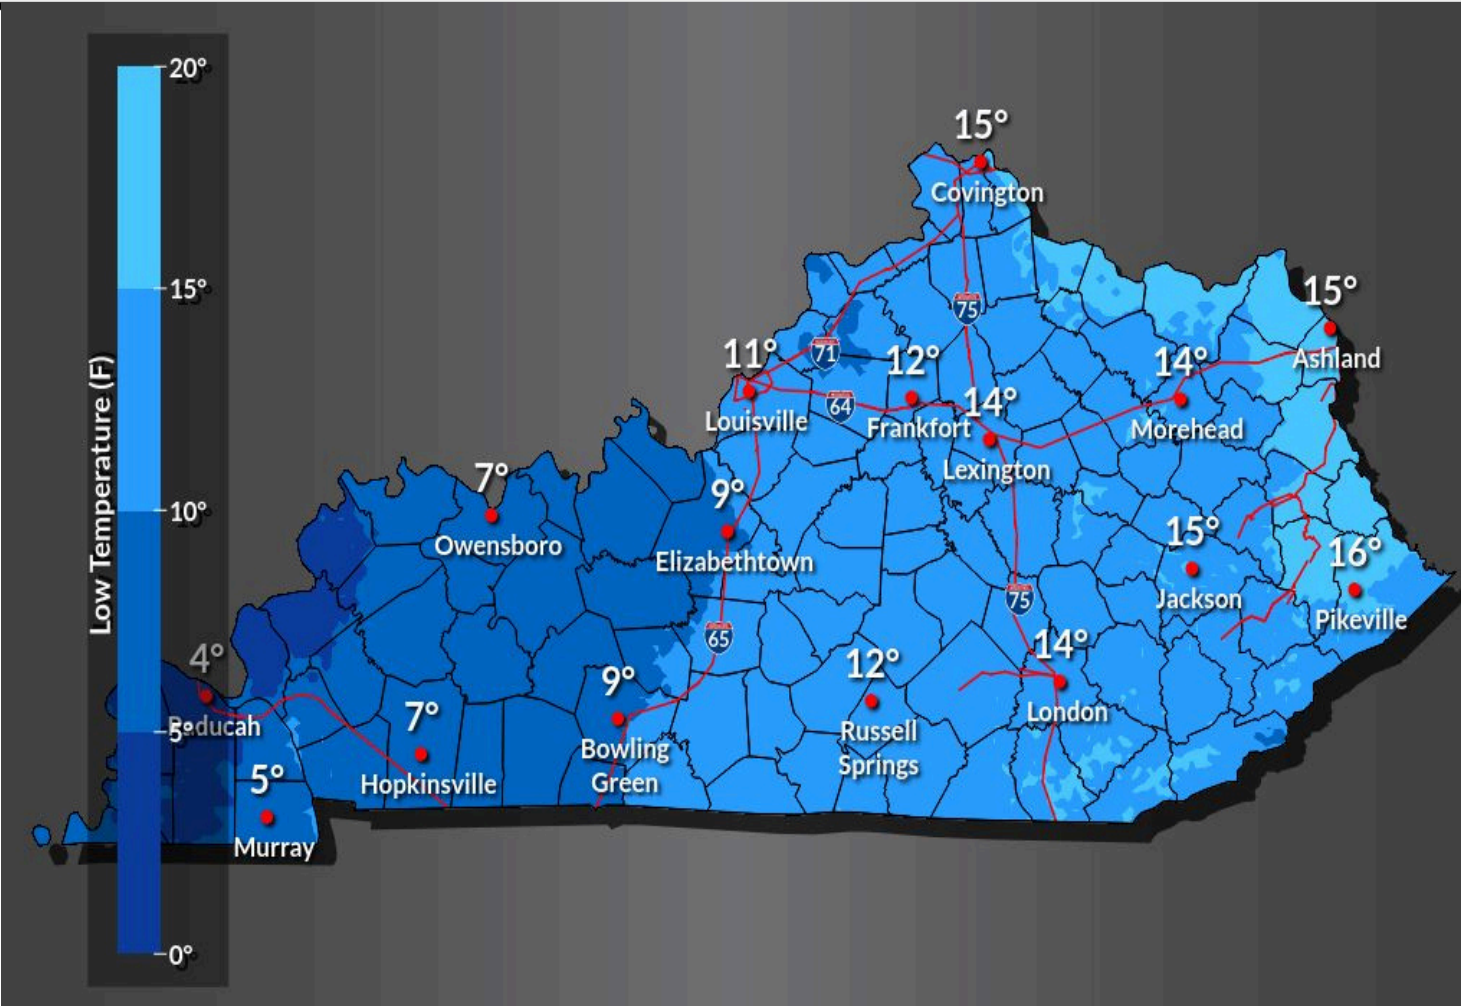 20°
15°
10°
5°
0°
Low Temperature (F)
15°
Covington
15°
Ashland
75
71
11°
Louisville
64
12°
Frankfort
14°
Lexington
14°
Morehead
7°
Owensboro
9°
Elizabethtown
15°
Jackson
16°
Pikeville
75
65
4°
Paducah
9°
Bowling
Green
12°
Russell
Springs
14°
London
7°
Hopkinsville
5°
Murray